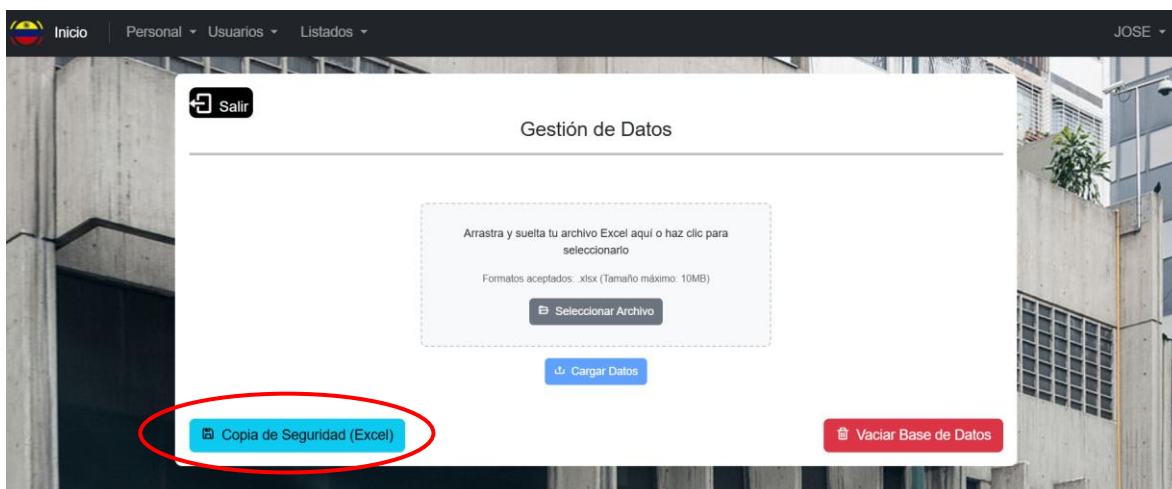 Inicio Personal Usuarios Listados JOSE
Salir
Gestión de Datos
Arrastra y suelta tu archivo Excel aquí o haz clic para
seleccionarlo
Formatos aceptados: .xlsx (Tamaño máximo: 10MB)
Seleccionar Archivo
Cargar Datos
Copia de Seguridad (Excel) Vaciar Base de Datos